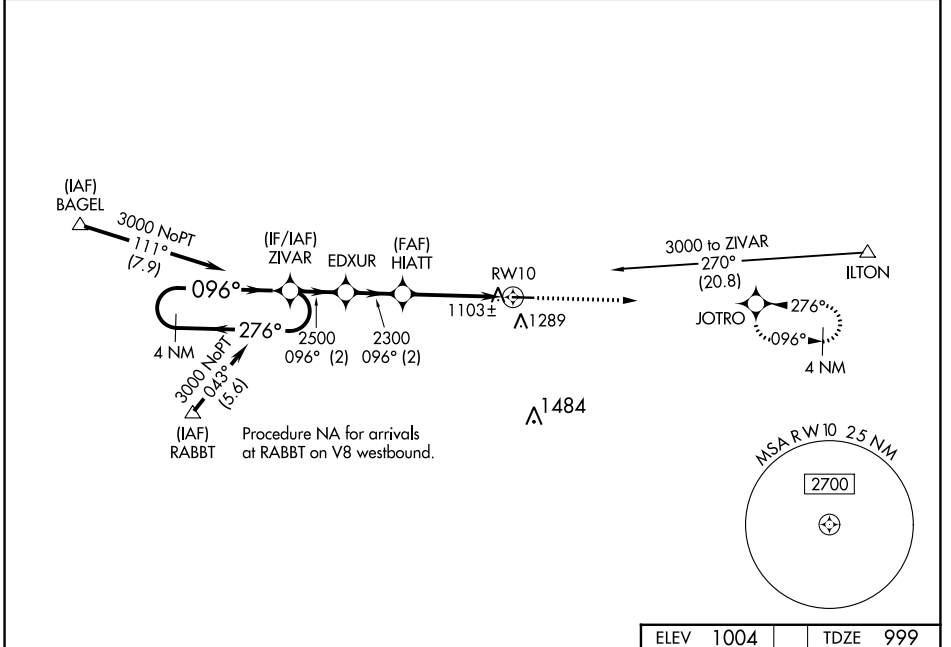 (IAF)
BAGEL
3000 NoPT
111°
(7.9)
(IF/IAF)
ZIVAR
EDXUR
(FAF)
HIATT
RW10
3000 to ZIVAR
270°
(20.8)
ILTON
096°
276°
4 NM
2500
096° (2)
2300
096° (2)
1103±
1289
JOTRO
276°
096°
4 NM
3000 NoPT
043°
(5.6)
(IAF)
RABBT
Procedure NA for arrivals
at RABBT on V8 westbound.
1484
MSA RW10 25 NM
2700
ELEV 1004
TDZE 999